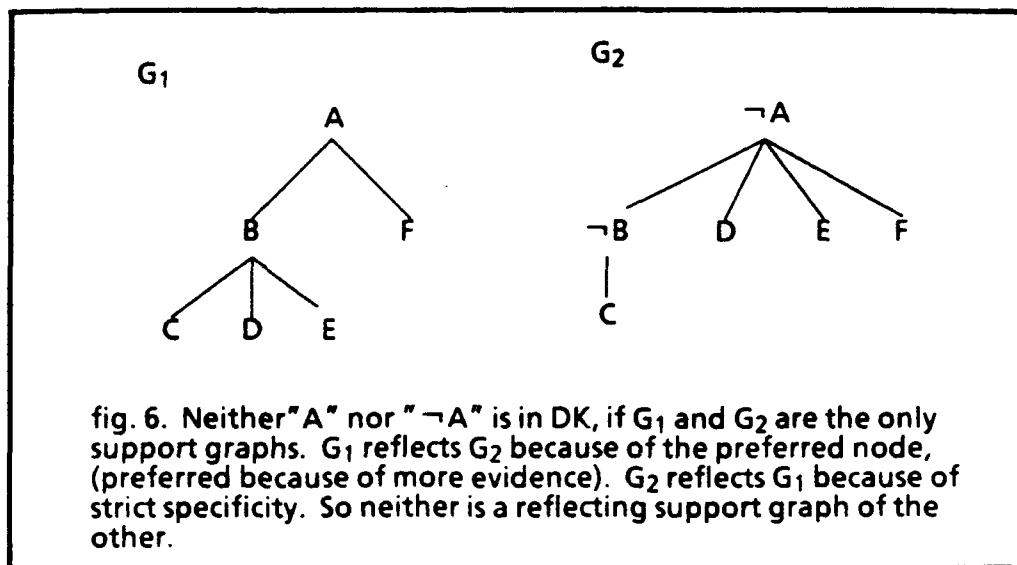 G1
G2
A
¬A
B
F
¬B
D
E
F
C
D
E
C
fig. 6. Neither"A" nor "¬A" is in DK, if G1 and G2 are the only
support graphs. G1 reflects G2 because of the preferred node,
(preferred because of more evidence). G2 reflects G1 because of
strict specificity. So neither is a reflecting support graph of the
other.